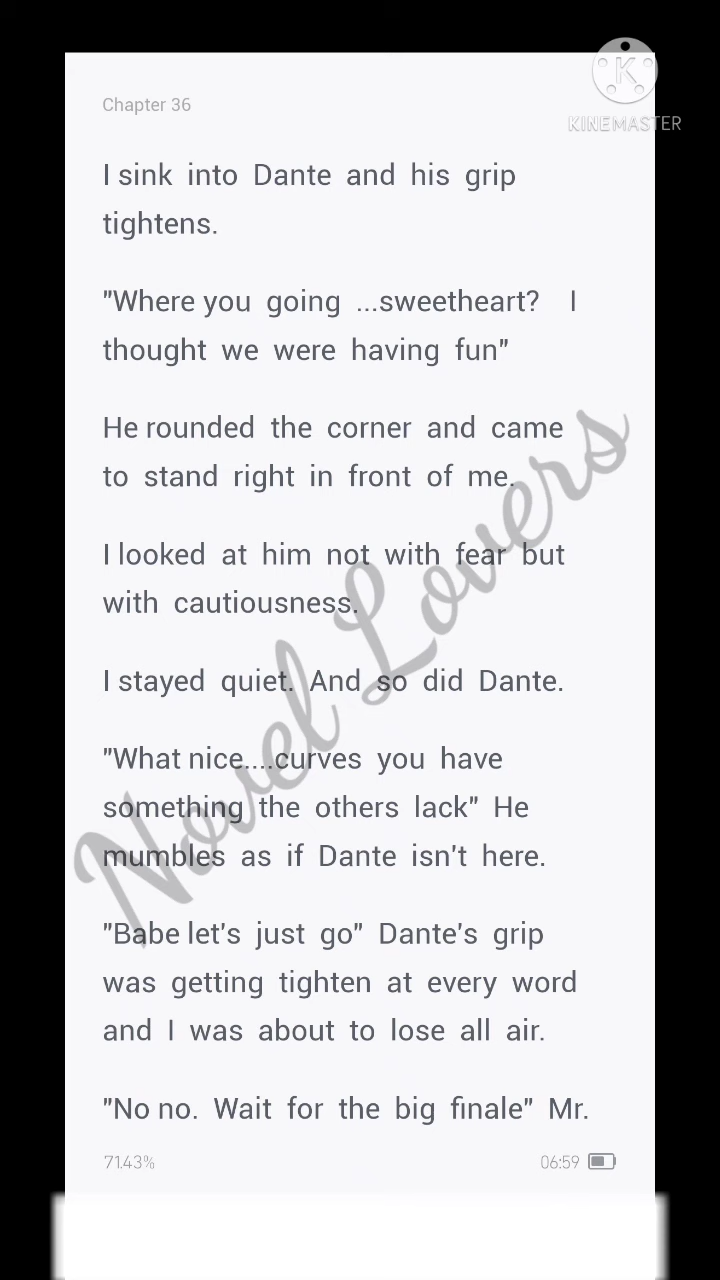 Chapter 36
KINEMASTER
I sink into Dante and his grip
tightens.
"Where you going ...sweetheart? I
thought we were having fun"
He rounded the corner and came
to stand right in front of me.
I looked at him not with fear but
with cautiousness.
I stayed quiet. And so did Dante.
"What nice....curves you have
something the others lack" He
mumbles as if Dante isn't here.
"Babe let's just go" Dante's grip
was getting tighten at every word
and I was about to lose all air.
"No no. Wait for the big finale" Mr.
71.43%
06:59
Novel Lovers